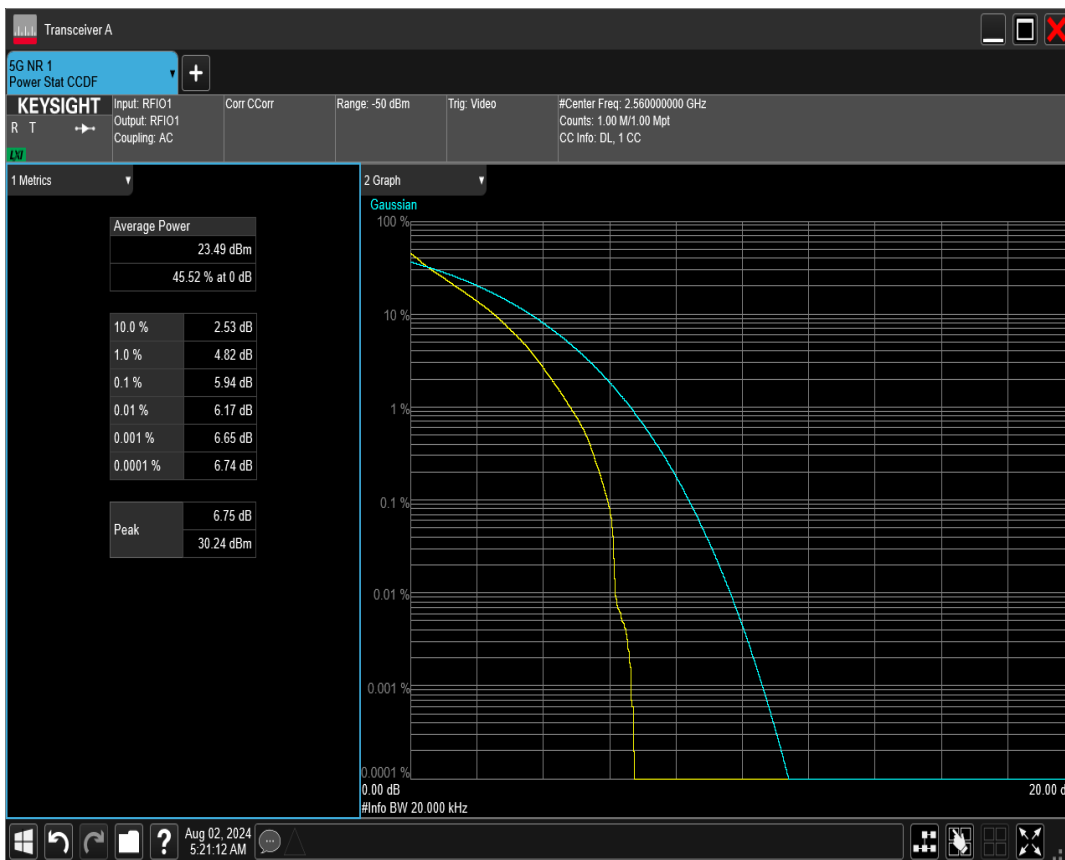 Transceiver A
5G NR 1
Power Stat CCDF
KEYSIGHT
R T
LXI
Input: RFIO1
Output: RFIO1
Coupling: AC
Corr CCorr
Range: -50 dBm
Trig: Video
#Center Freq: 2.560000000 GHz
Counts: 1.00 M/1.00 Mpt
CC Info: DL, 1 CC
1 Metrics
Average Power
23.49 dBm
45.52 % at 0 dB
10.0 % 2.53 dB
1.0 % 4.82 dB
0.1 % 5.94 dB
0.01 % 6.17 dB
0.001 % 6.65 dB
0.0001 % 6.74 dB
Peak 6.75 dB
30.24 dBm
2 Graph
Gaussian
100 %
10 %
1 %
0.1 %
0.01 %
0.001 %
0.0001 %
0.00 dB 20.00 d
#Info BW 20.000 kHz
Aug 02, 2024
5:21:12 AM